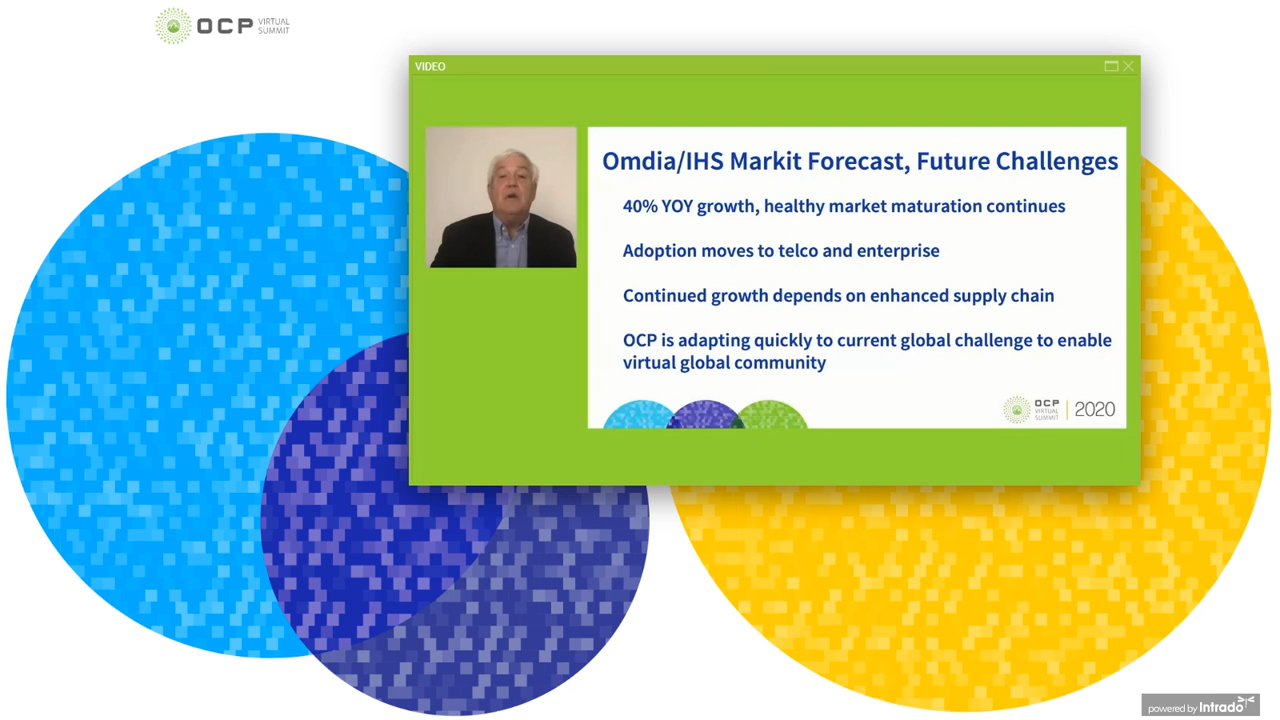 OCP VIRTUAL SUMMIT
VIDEO
Omdia/IHS Markit Forecast, Future Challenges
40% YOY growth, healthy market maturation continues
Adoption moves to telco and enterprise
Continued growth depends on enhanced supply chain
OCP is adapting quickly to current global challenge to enable
virtual global community
OCP VIRTUAL SUMMIT 2020
powered by Intrado